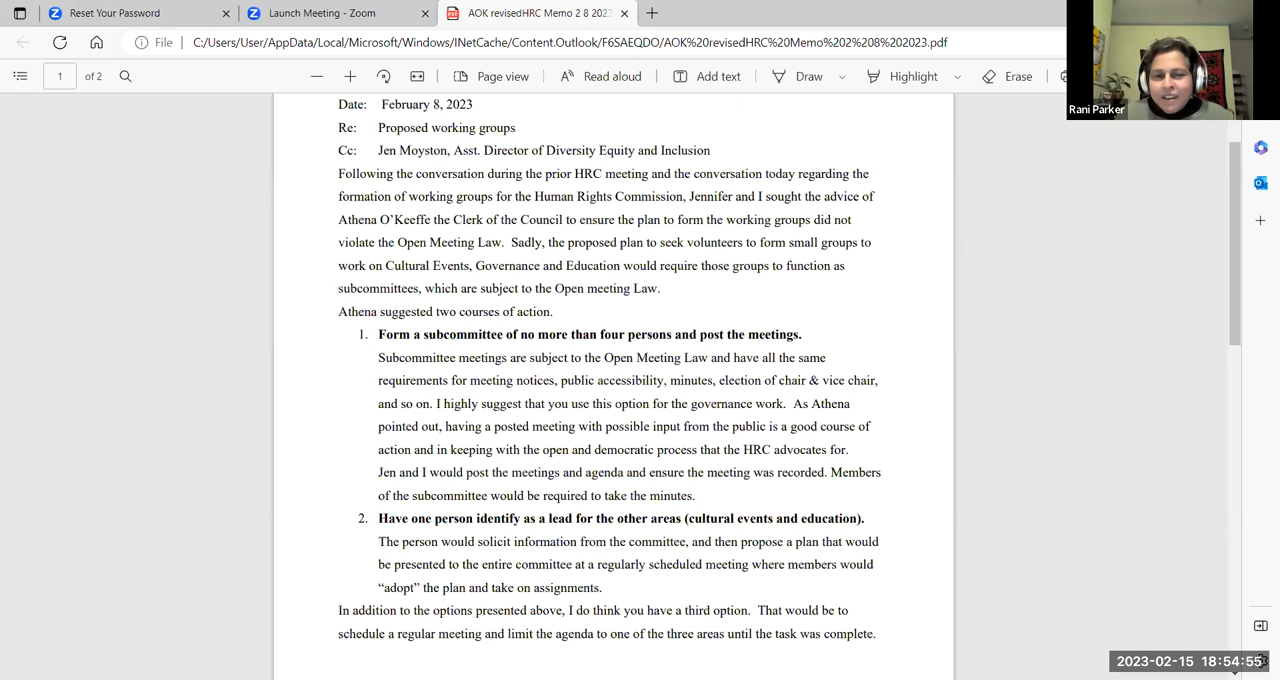 Reset Your Password
Launch Meeting - Zoom
AOK revisedHRC Memo 2 8 2023
File
C:/Users/User/AppData/Local/Microsoft/Windows/INetCache/Content.Outlook/F6SAEQDO/AOK%20revisedHRC%20Memo%202%208%202023.pdf
1 of 2
Page view
Read aloud
Add text
Draw
Highlight
Erase
Rani Parker
Date: February 8, 2023
Re: Proposed working groups
Cc: Jen Moyston, Asst. Director of Diversity Equity and Inclusion
Following the conversation during the prior HRC meeting and the conversation today regarding the
formation of working groups for the Human Rights Commission, Jennifer and I sought the advice of
Athena O’Keeffe the Clerk of the Council to ensure the plan to form the working groups did not
violate the Open Meeting Law. Sadly, the proposed plan to seek volunteers to form small groups to
work on Cultural Events, Governance and Education would require those groups to function as
subcommittees, which are subject to the Open meeting Law.
Athena suggested two courses of action.
1. Form a subcommittee of no more than four persons and post the meetings.
Subcommittee meetings are subject to the Open Meeting Law and have all the same
requirements for meeting notices, public accessibility, minutes, election of chair & vice chair,
and so on. I highly suggest that you use this option for the governance work. As Athena
pointed out, having a posted meeting with possible input from the public is a good course of
action and in keeping with the open and democratic process that the HRC advocates for.
Jen and I would post the meetings and agenda and ensure the meeting was recorded. Members
of the subcommittee would be required to take the minutes.
2. Have one person identify as a lead for the other areas (cultural events and education).
The person would solicit information from the committee, and then propose a plan that would
be presented to the entire committee at a regularly scheduled meeting where members would
“adopt” the plan and take on assignments.
In addition to the options presented above, I do think you have a third option. That would be to
schedule a regular meeting and limit the agenda to one of the three areas until the task was complete.
2023-02-15 18:54:55